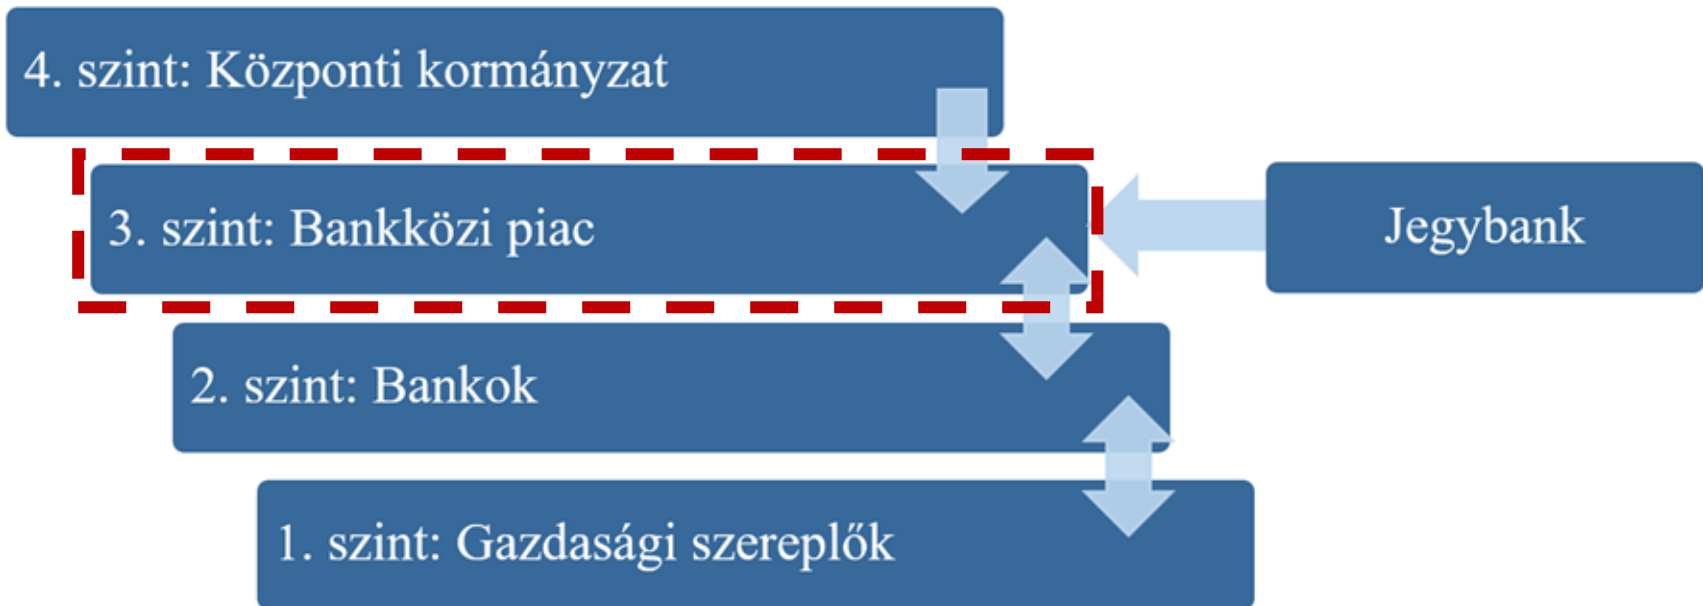 4. szint: Központi kormányzat
3. szint: Bankközi piac
Jegybank
2. szint: Bankok
1. szint: Gazdasági szereplők